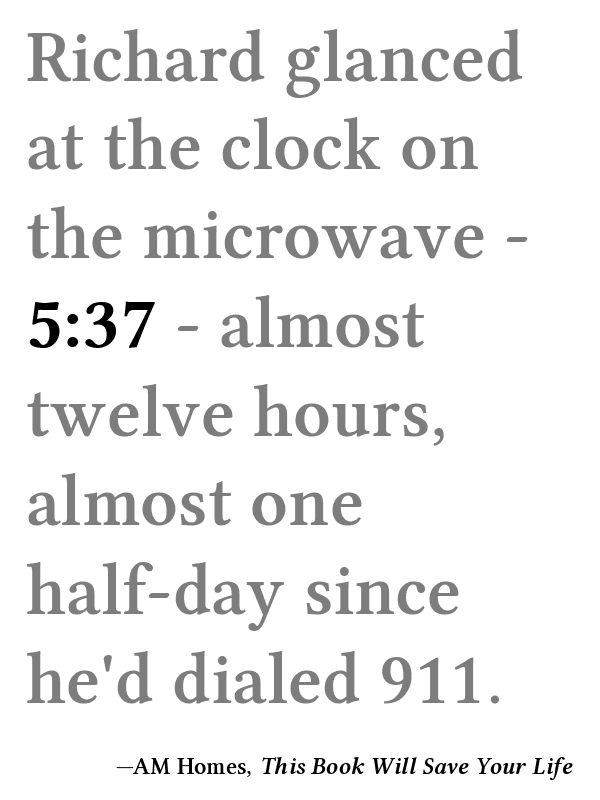 Richard glanced
at the clock on
the microwave -
5:37 - almost
twelve hours,
almost one
half-day since
he'd dialed 911.
—AM Homes, This Book Will Save Your Life